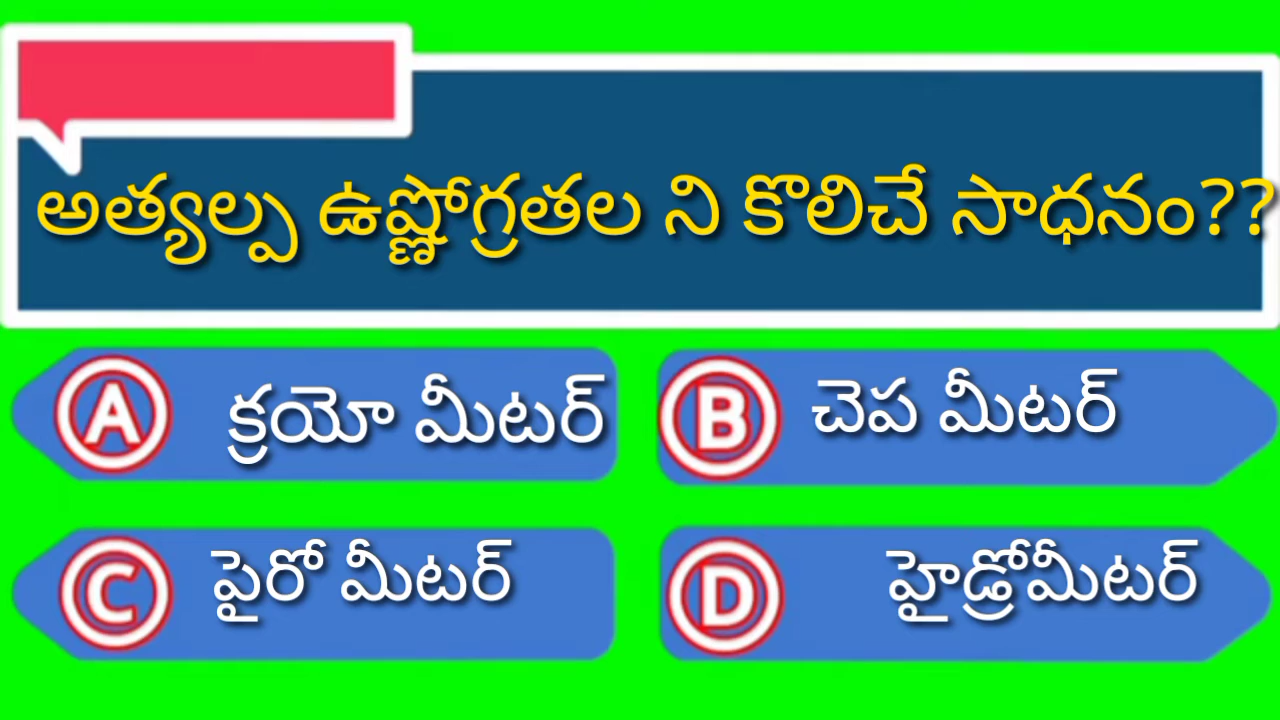 అత్యల్ప ఉష్ణోగ్రతల ని కొలిచే సాధనం??
A క్రయో మీటర్
B చెప మీటర్
C పైరో మీటర్
D హైడ్రోమీటర్